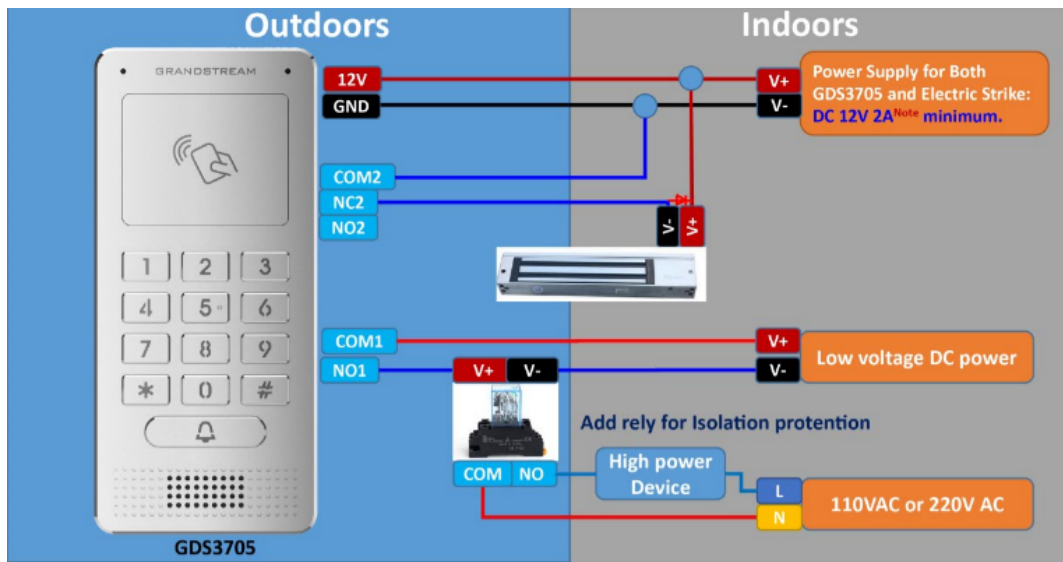 Outdoors
Indoors
GRANDSTREAM
12V
GND
V+
V-
Power Supply for Both
GDS3705 and Electric Strike:
DC 12V 2ANote minimum.
COM2
NC2
NO2
V-
V+
1 2 3
4 5 6
7 8 9
* 0 #
COM1
NO1
V+
V-
V+
V-
Low voltage DC power
Add rely for Isolation protention
COM
NO
High power
Device
L
N
110VAC or 220V AC
GDS3705